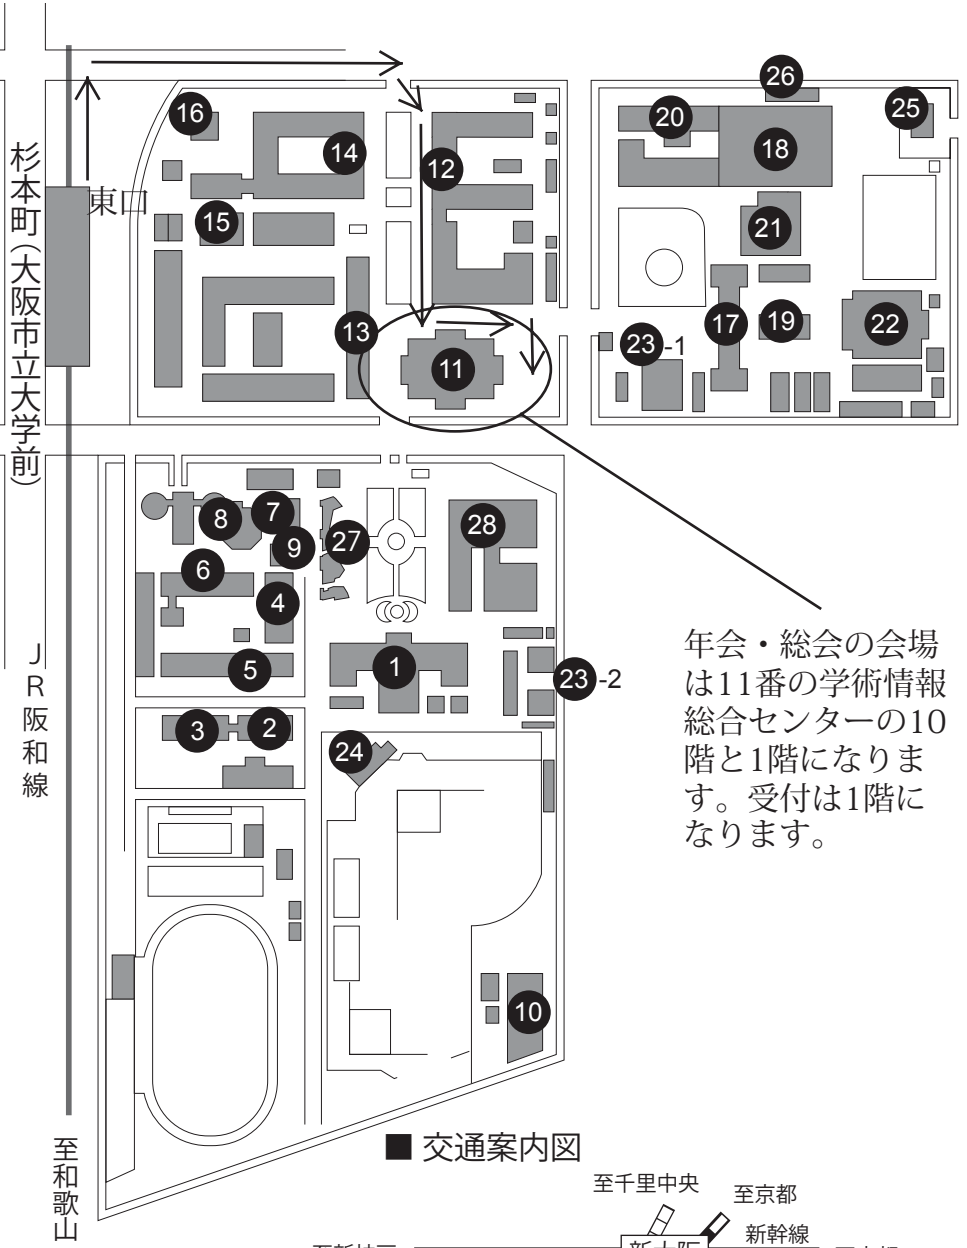 26
16
25
20
14
18
12
杉本町（大阪市立大学前）
東口
15
21
13
17
19
22
23-1
11
7
8
28
9
27
6
4
年会・総会の会場
は11番の学術情報
総合センターの10
階と1階になりま
す。受付は1階に
なります。
5
1
23-2
ＪＲ阪和線
3
2
24
10
至和歌山
■ 交通案内図
至千里中央
至京都
新幹線
新大阪